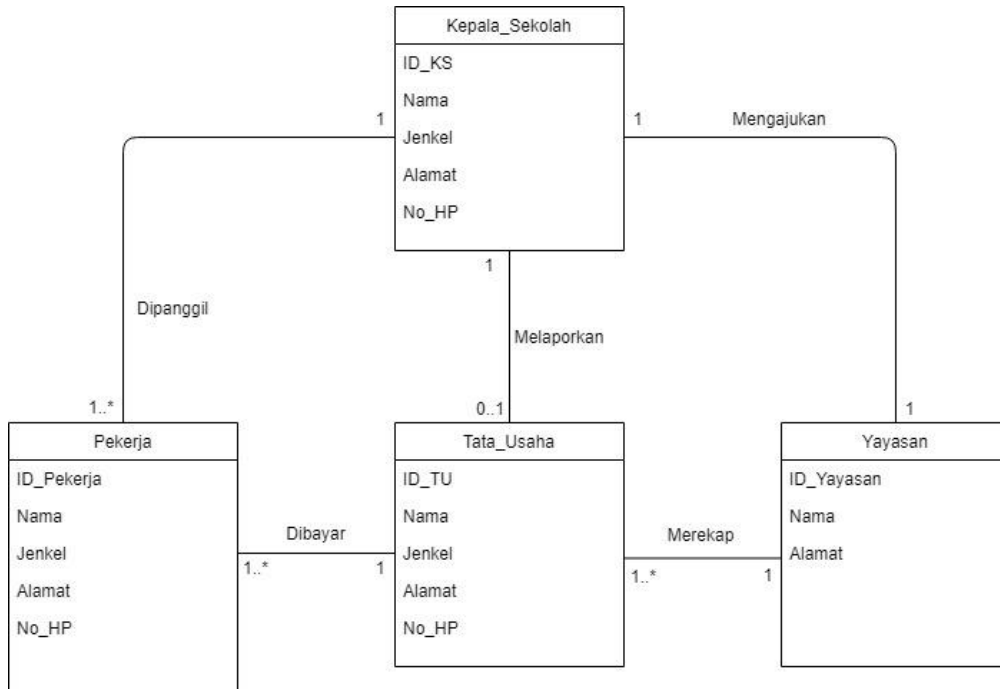 Kepala_Sekolah
ID_KS
Nama
Jenkel
Alamat
No_HP
1
1
Mengajukan
1
Dipanggil
Melaporkan
1..*
0..1
1
Pekerja
ID_Pekerja
Nama
Jenkel
Alamat
No_HP
Dibayar
1..*
1
Tata_Usaha
ID_TU
Nama
Jenkel
Alamat
No_HP
Merekap
1..*
1
Yayasan
ID_Yayasan
Nama
Alamat